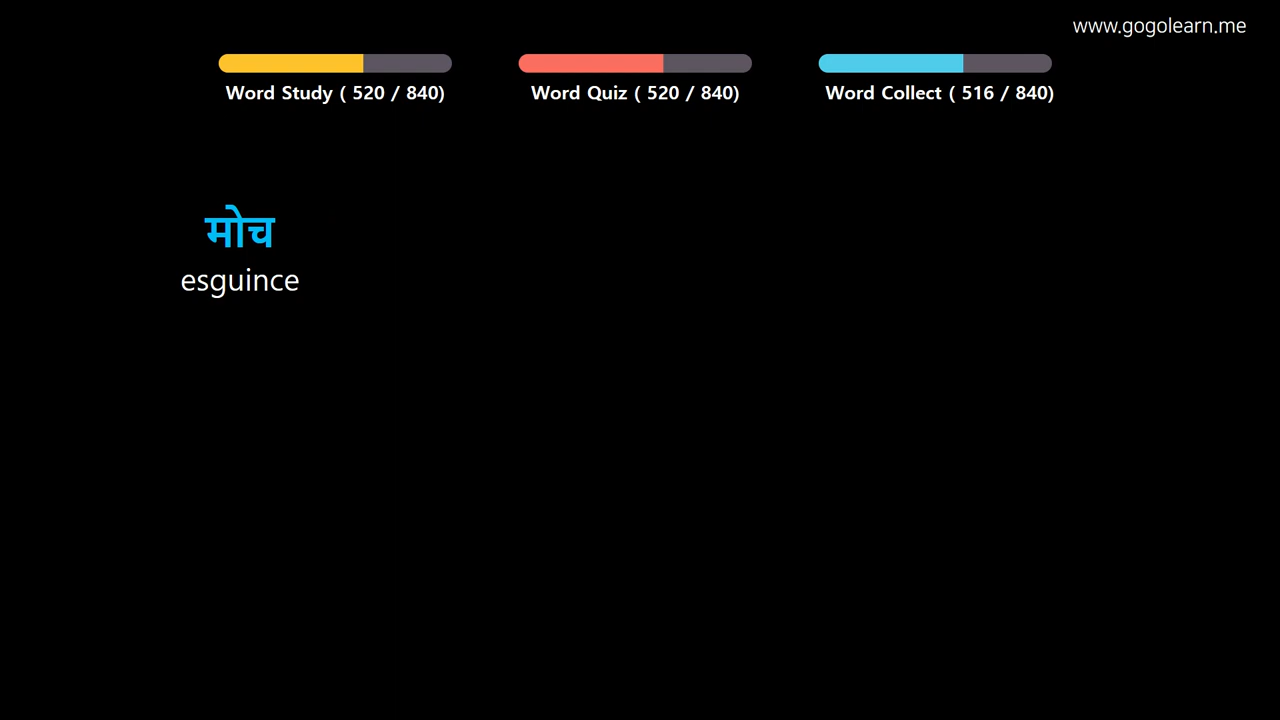 www.gogolearn.me
Word Study ( 520 / 840)
Word Quiz ( 520 / 840)
Word Collect ( 516 / 840)
मोच
esguince